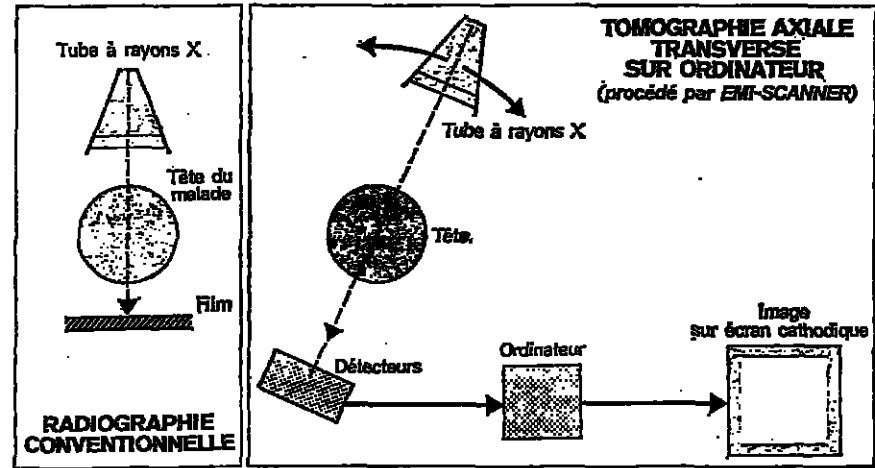 Tube à rayons X
Tête du
malade
Film
RADIOGRAPHIE
CONVENTIONNELLE
TOMOGRAPHIE AXIALE
TRANSVERSE
SUR ORDINATEUR
(procédé par EMI-SCANNER)
Tube à rayons X
Tête.
Détecteurs
Ordinateur
Image
sur écran cathodique